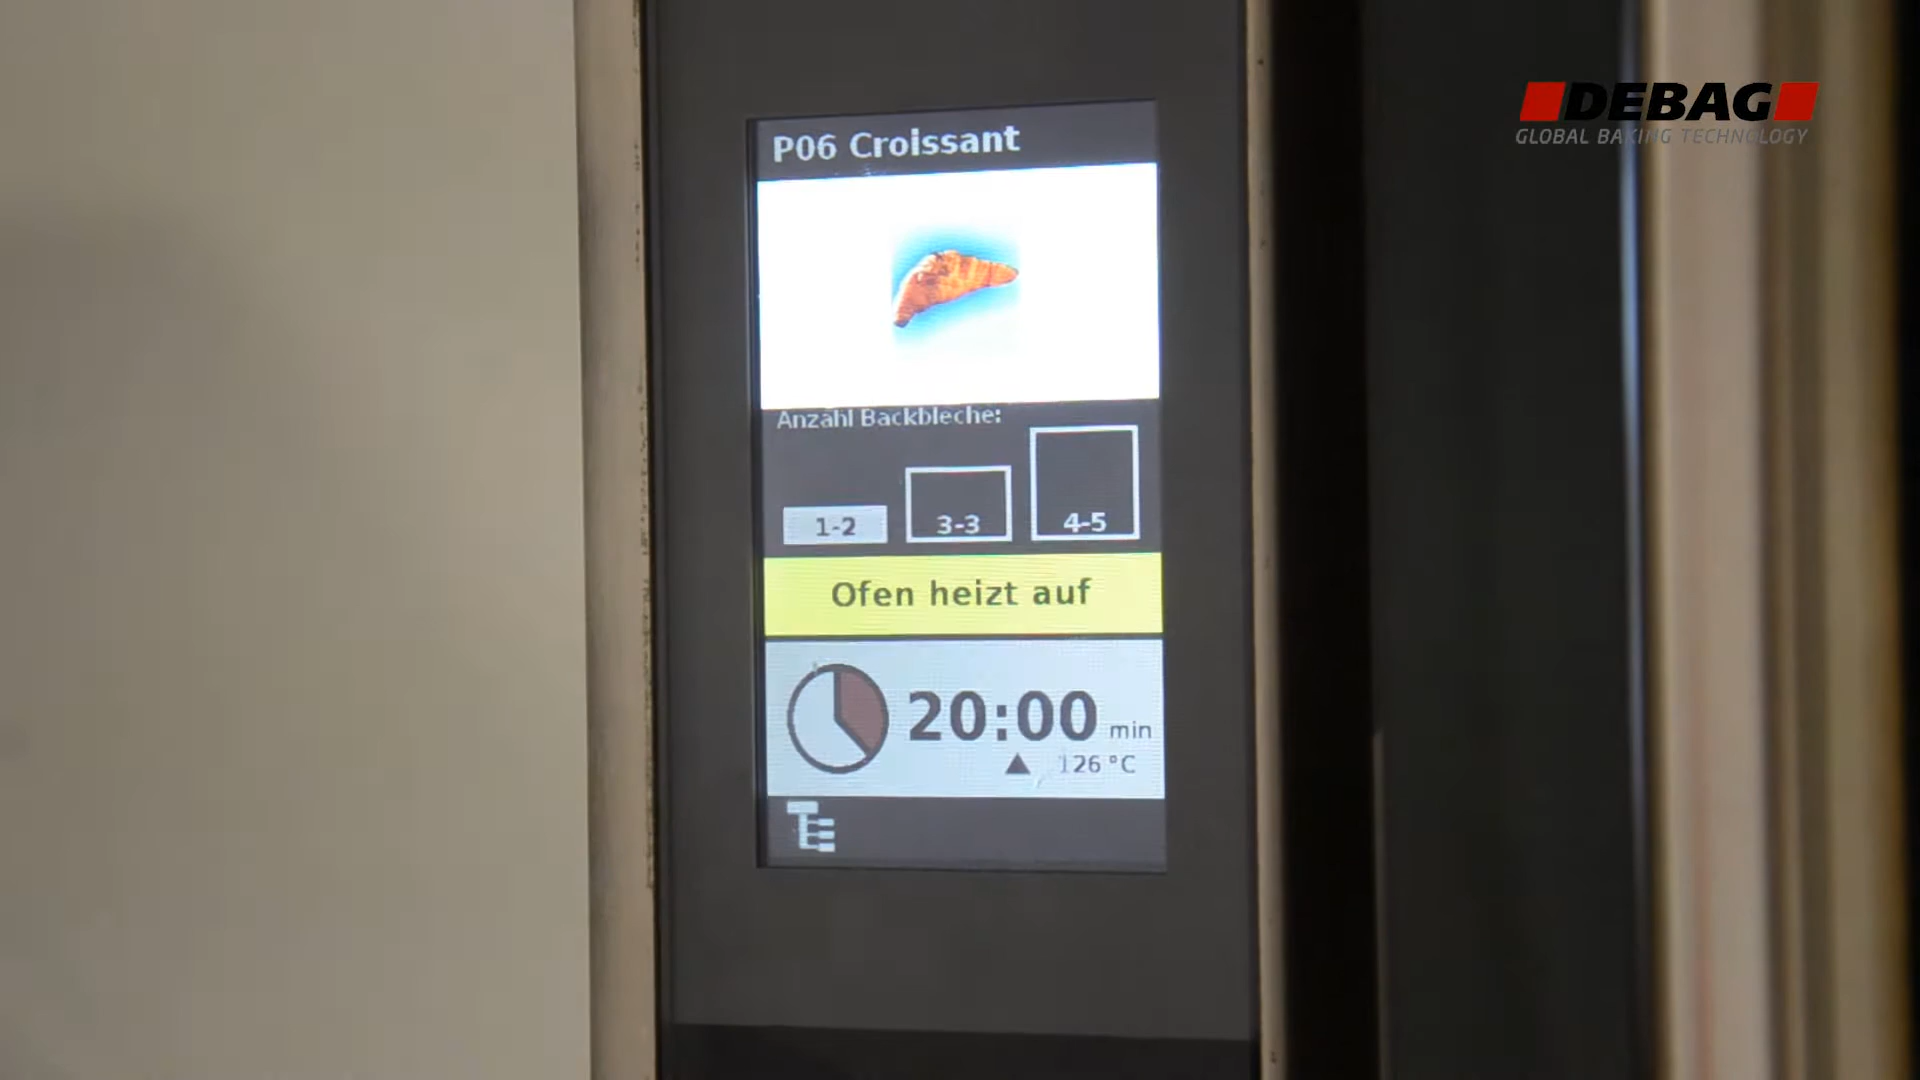 DEBAG
GLOBAL BAKING TECHNOLOGY
P06 Croissant
Anzahl Backbleche:
1-2
3-3
4-5
Ofen heizt auf
20:00 min
126 °C